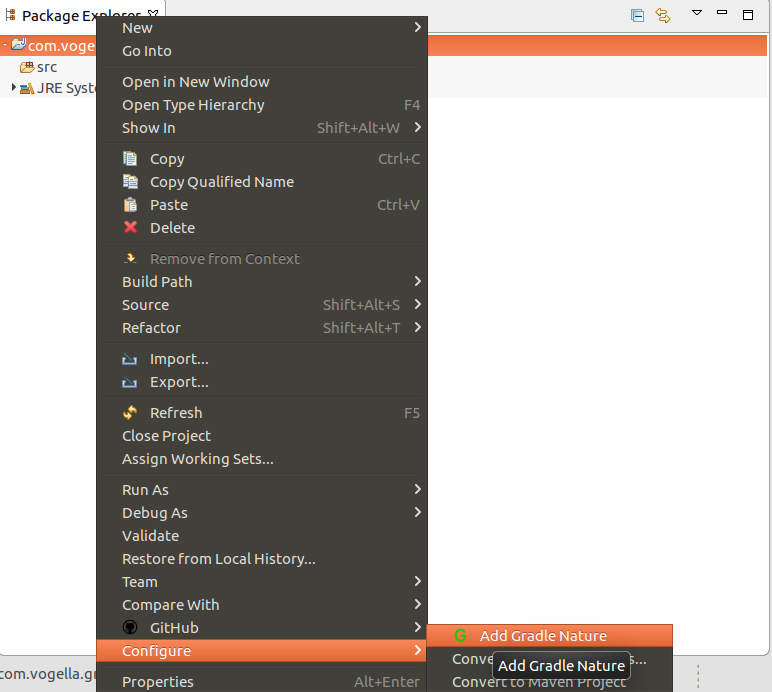 Package Explorer
New
com.voge
Go Into
src
Open in New Window
JRE Syste
Open Type Hierarchy F4
Show In Shift+Alt+W
Copy Ctrl+C
Copy Qualified Name
Paste Ctrl+V
Delete
Remove from Context
Build Path
Source Shift+Alt+S
Refactor Shift+Alt+T
Import...
Export...
Refresh F5
Close Project
Assign Working Sets...
Run As
Debug As
Validate
Restore from Local History...
Team
Compare With
GitHub
G Add Gradle Nature
Configure
Conve s...
Add Gradle Nature
com.vogella.gr
Properties Alt+Enter
Convert to Maven Project